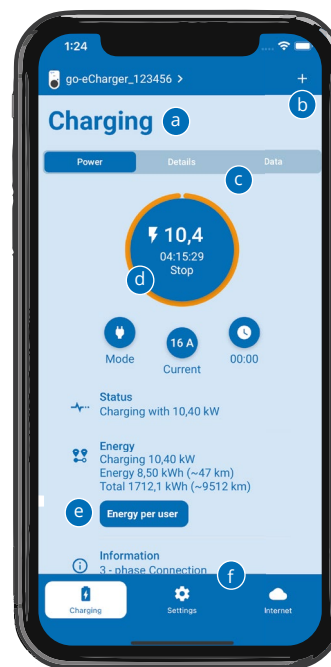 1:24
go-eCharger_123456 >
+
b
Charging a
Power Details Data
c
10,4
04:15:29
Stop
d
16 A
Mode Current 00:00
Status
Charging with 10,40 kW
Energy
Charging 10,40 kW
Energy 8,50 kWh (~47 km)
Total 1712,1 kWh (~9512 km)
e Energy per user
Information
3 - phase Connection
f
Charging Settings Internet